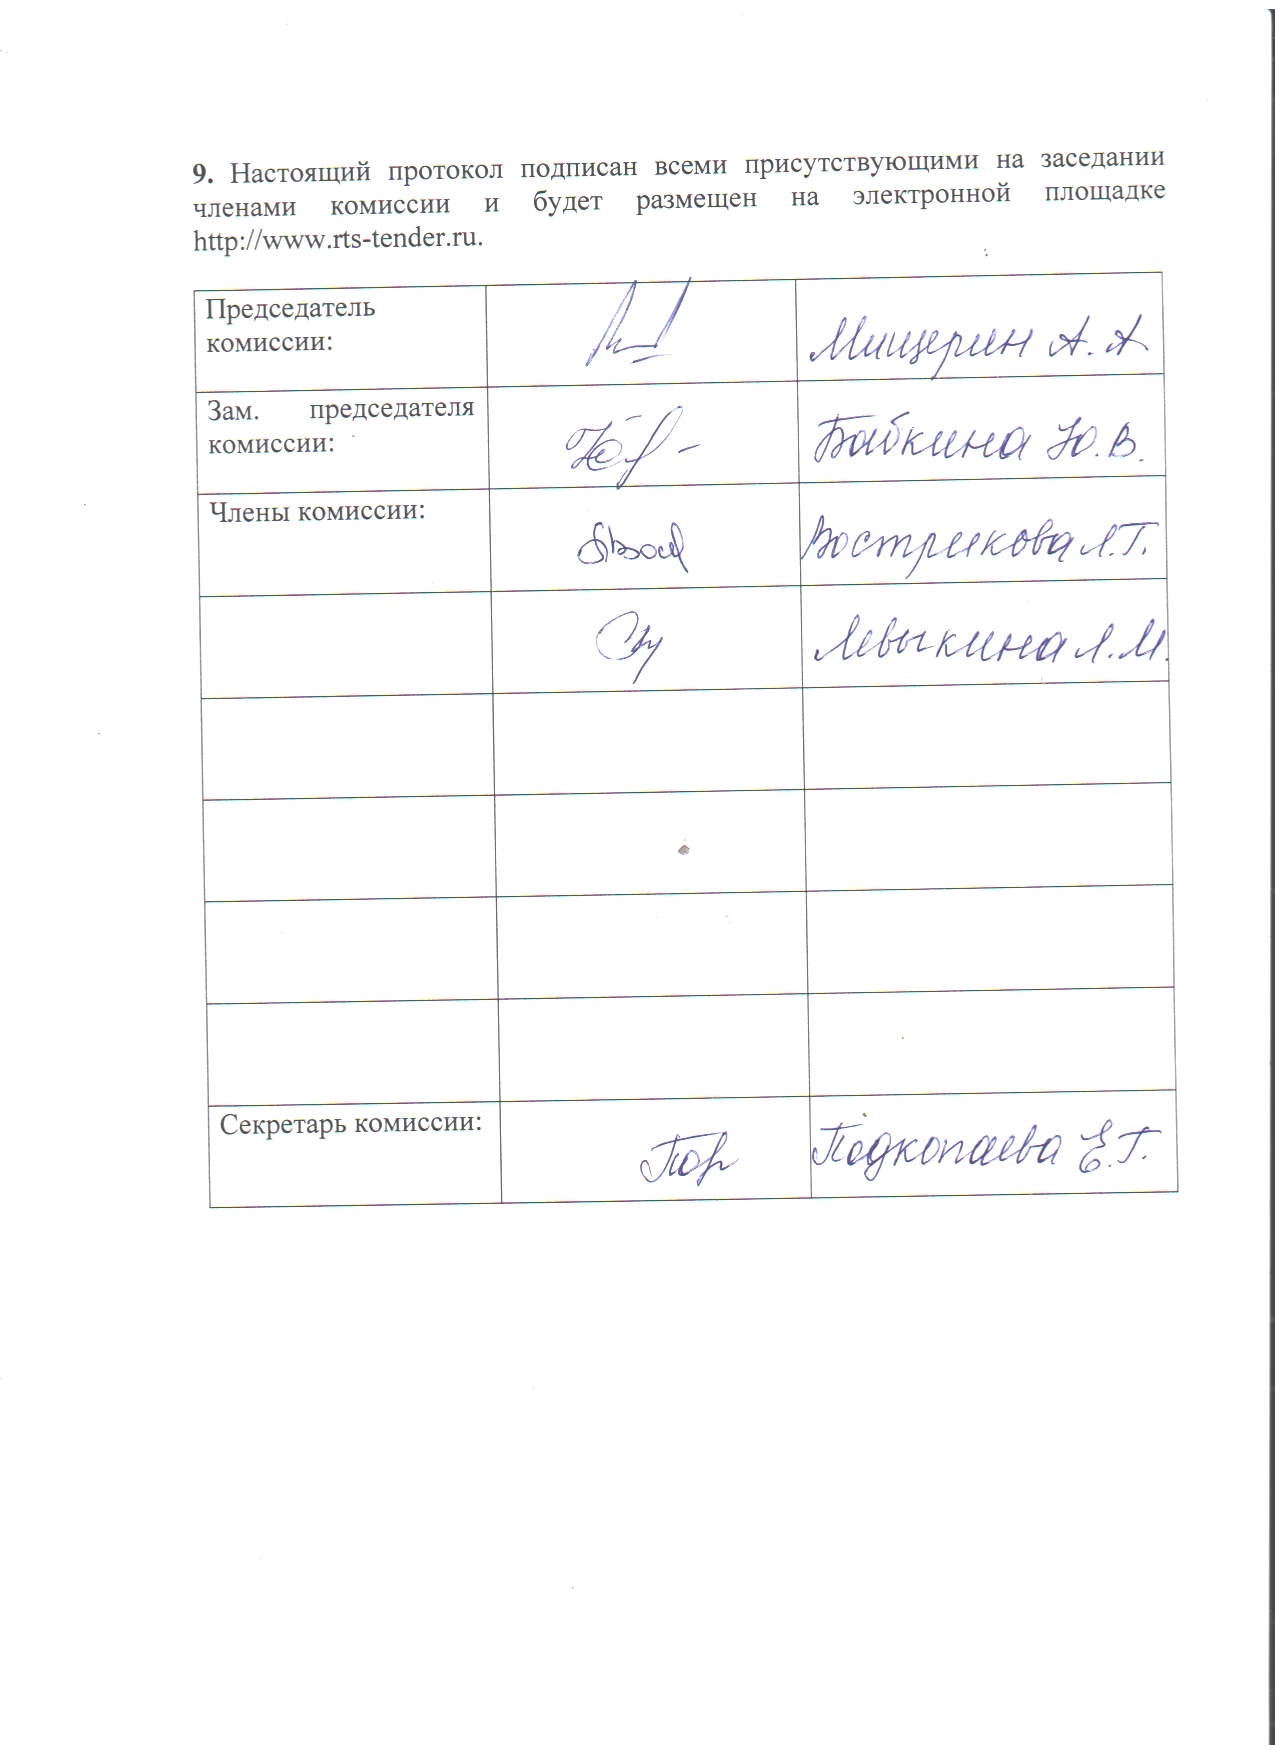 9. Настоящий протокол подписан всеми присутствующими на заседании
членами комиссии и будет размещен на электронной площадке
http://www.rts-tender.ru.
Председатель
комиссии:
Мищерин А. А
Зам. председателя
комиссии:
Бабкина Ю. В.
Члены комиссии:
Вострикова Л.Г.
Левыкина Л.М.
Секретарь комиссии:
Подкопаева Е.Г.